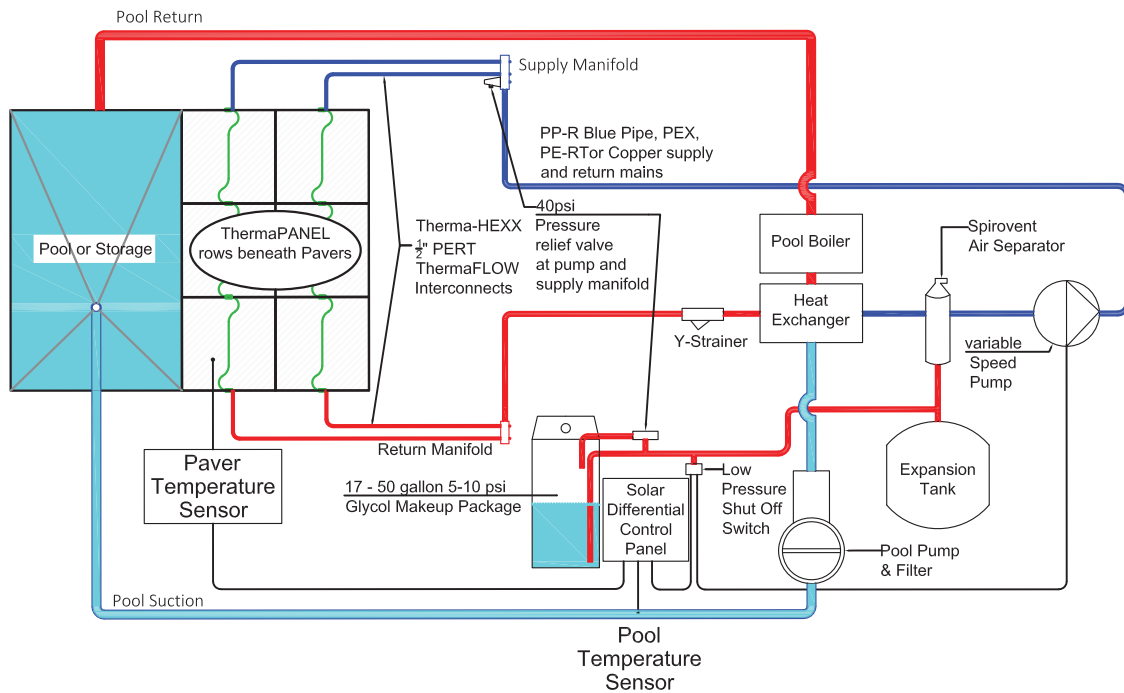 Pool Return
Supply Manifold
PP-R Blue Pipe, PEX,
PE-RTor Copper supply
and return mains
Pool or Storage
ThermaPANEL
rows beneath Pavers
Therma-HEXX
1/2" PERT
ThermaFLOW
Interconnects
40psi
Pressure
relief valve
at pump and
supply manifold
Pool Boiler
Spirovent
Air Separator
Heat
Exchanger
Y-Strainer
variable
Speed
Pump
Return Manifold
Paver
Temperature
Sensor
17 - 50 gallon 5-10 psi
Glycol Makeup Package
Solar
Differential
Control
Panel
Low
Pressure
Shut Off
Switch
Expansion
Tank
Pool Pump
& Filter
Pool Suction
Pool
Temperature
Sensor